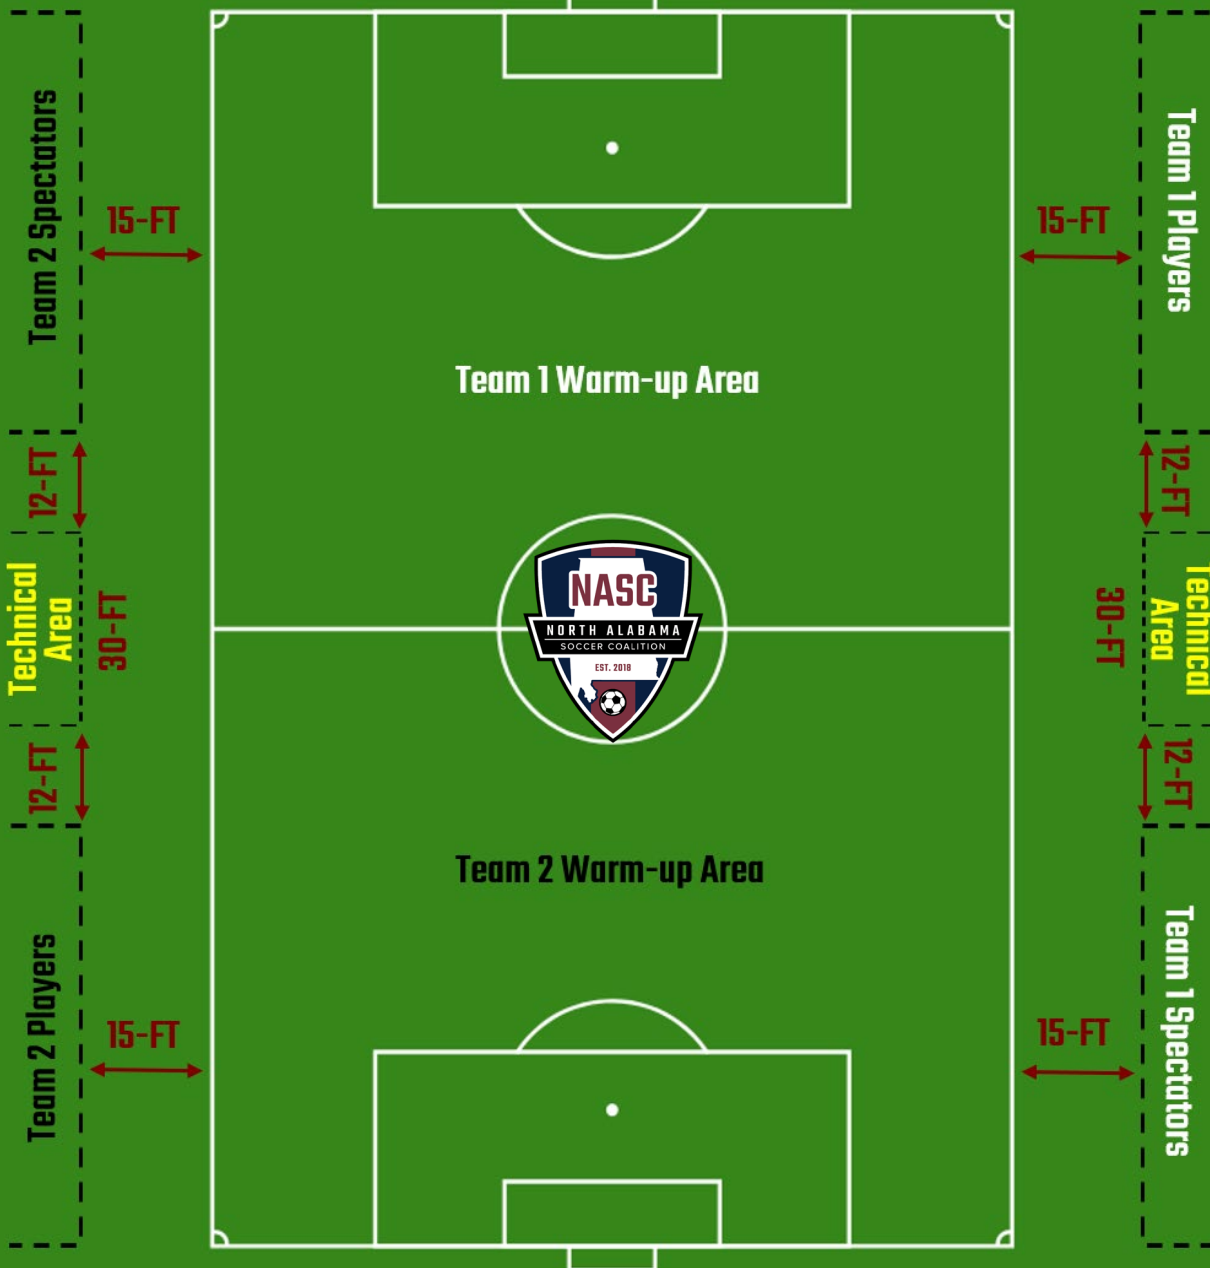 Team 2 Spectators
15-FT
15-FT
Team 1 Players
Team 1 Warm-up Area
12-FT
12-FT
Technical
Area
30-FT
NASC
NORTH ALABAMA
SOCCER COALITION
EST. 2018
30-FT
Technical
Area
12-FT
12-FT
Team 2 Warm-up Area
Team 2 Players
15-FT
15-FT
Team 1 Spectators